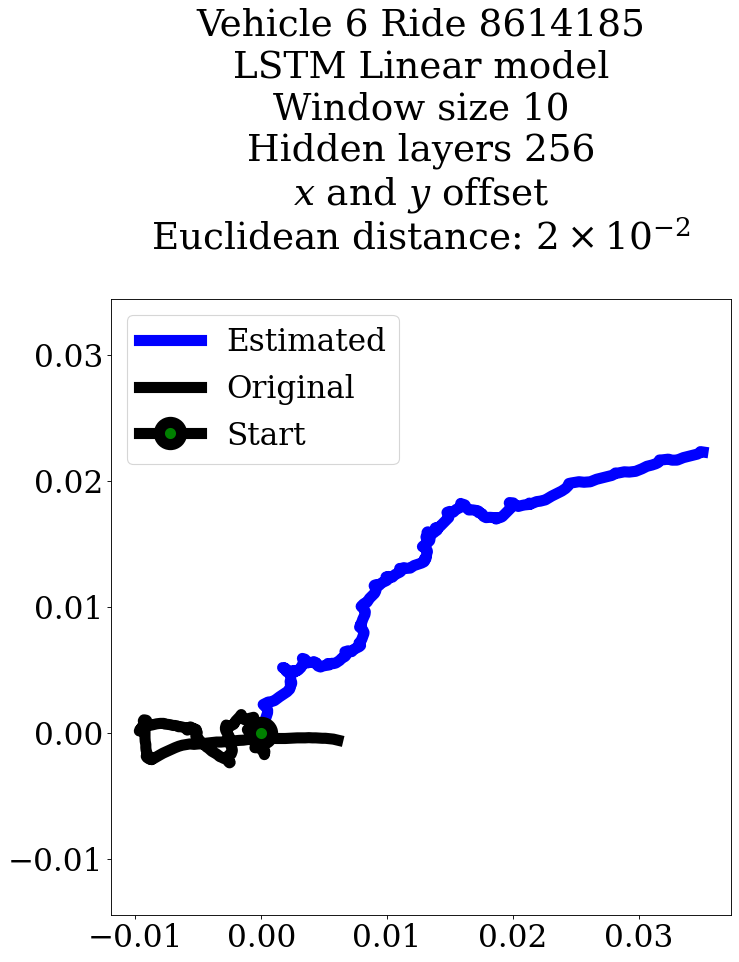 Vehicle 6 Ride 8614185
LSTM Linear model
Window size 10
Hidden layers 256
x and y offset
Euclidean distance: 2 × 10⁻²
Estimated
Original
Start
0.03
0.02
0.01
0.00
−0.01
−0.01 0.00 0.01 0.02 0.03